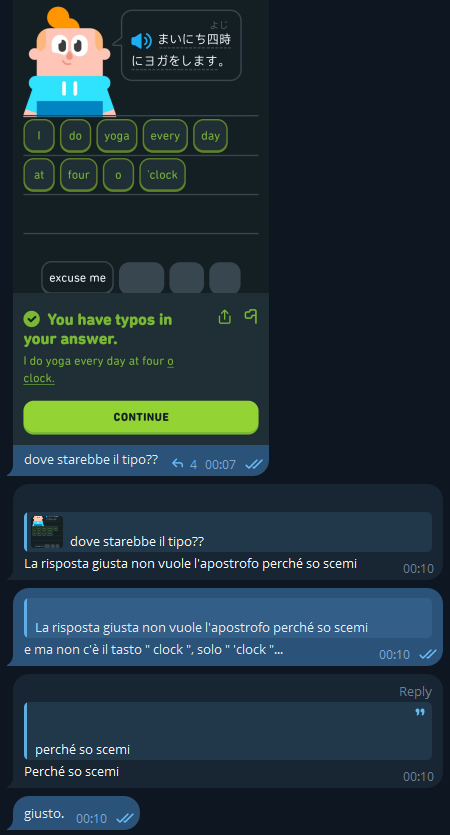 よじ
まいにち四時
にヨガをします。
I do yoga every day
at four o 'clock
excuse me
You have typos in
your answer.
I do yoga every day at four o
clock.
CONTINUE
dove starebbe il tipo?? 4 00:07
dove starebbe il tipo??
La risposta giusta non vuole l'apostrofo perché so scemi 00:10
La risposta giusta non vuole l'apostrofo perché so scemi
e ma non c'è il tasto " clock ", solo " 'clock "... 00:10
Reply
perché so scemi
Perché so scemi 00:10
giusto. 00:10